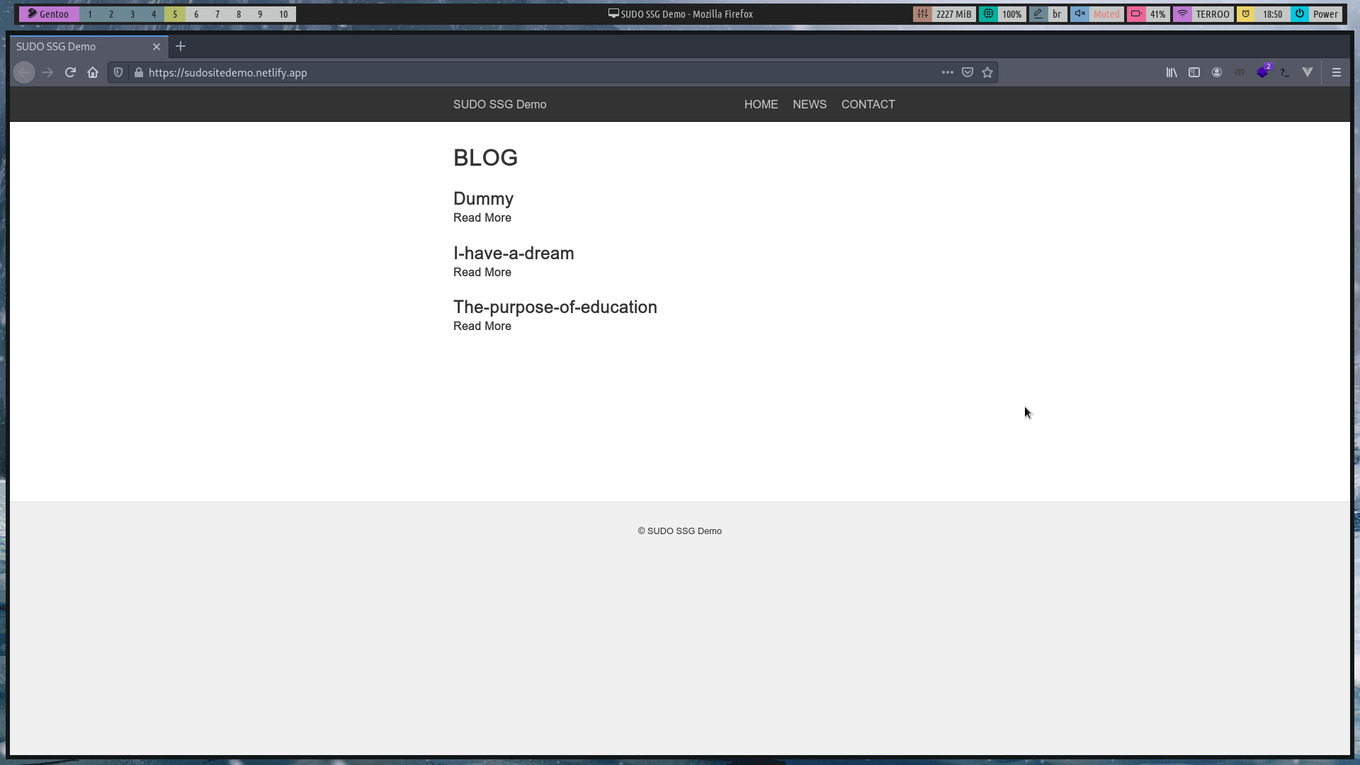 Gentoo 1 2 3 4 5 6 7 8 9 10 SUDO SSG Demo - Mozilla Firefox 2227 MiB 100% br Muted 41% TERROO 18:50 Power
SUDO SSG Demo
https://sudositedemo.netlify.app
2
SUDO SSG Demo HOME NEWS CONTACT
BLOG
Dummy
Read More
I-have-a-dream
Read More
The-purpose-of-education
Read More
© SUDO SSG Demo